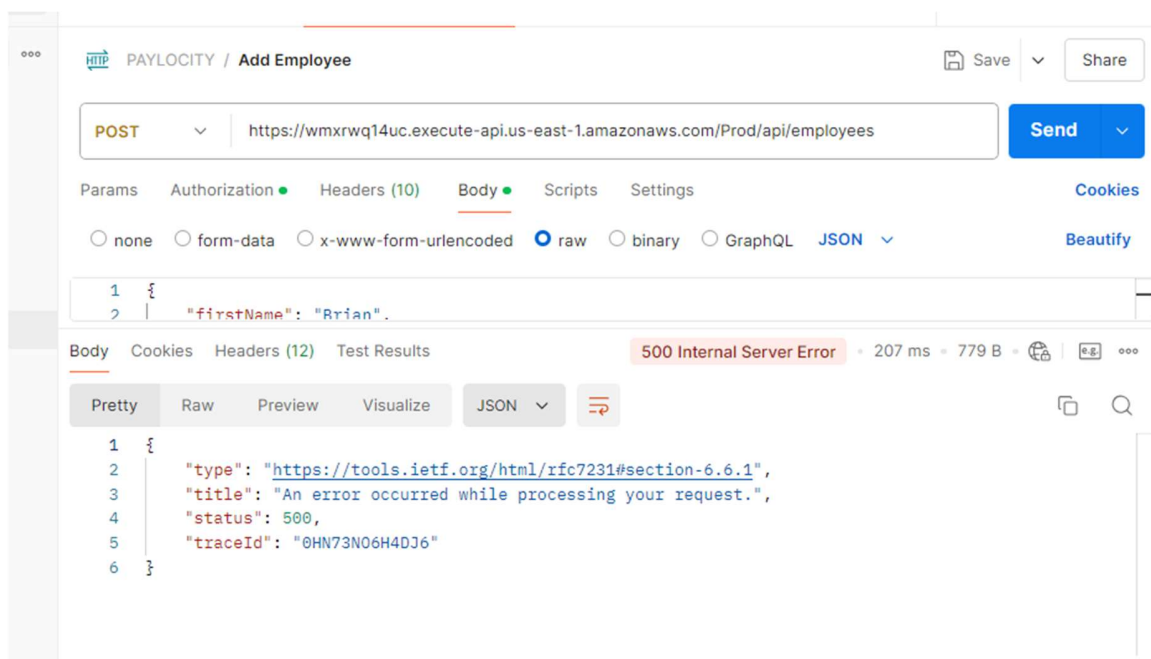 HTTP PAYLOCITY / Add Employee Save Share
POST https://wmxrwq14uc.execute-api.us-east-1.amazonaws.com/Prod/api/employees Send
Params Authorization Headers (10) Body Scripts Settings Cookies
none form-data x-www-form-urlencoded raw binary GraphQL JSON Beautify
1 {
2 "firstName": "Brian",
Body Cookies Headers (12) Test Results 500 Internal Server Error 207 ms 779 B e.g.
Pretty Raw Preview Visualize JSON
1 {
2 "type": "https://tools.ietf.org/html/rfc7231#section-6.6.1",
3 "title": "An error occurred while processing your request.",
4 "status": 500,
5 "traceId": "0HN73NO6H4DJ6"
6 }